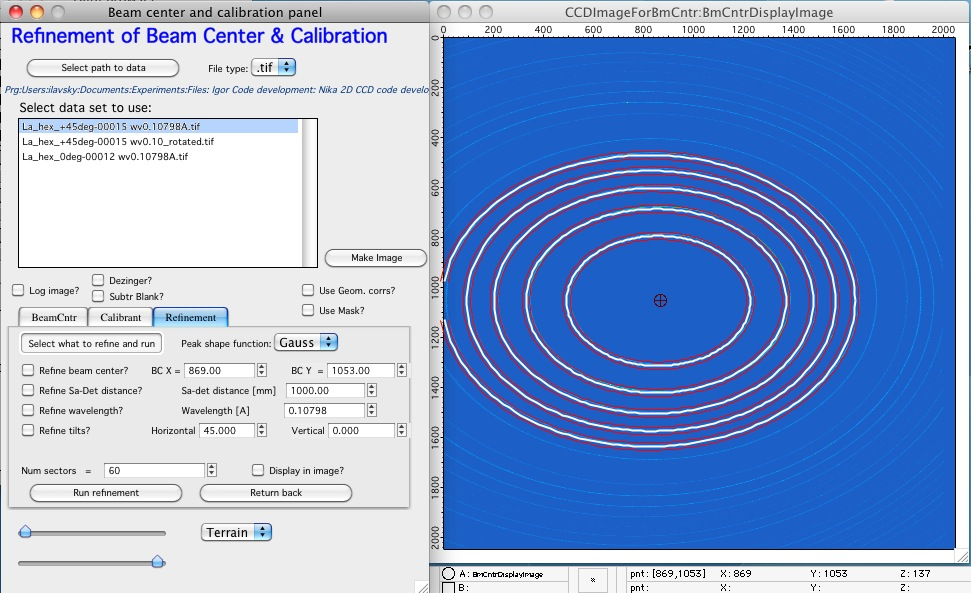 Beam center and calibration panel
Refinement of Beam Center & Calibration
Select path to data
File type: .tif
Prg:Users:ilavsky:Documents:Experiments:Files: Igor Code development: Nika 2D CCD code develo
Select data set to use:
La_hex_+45deg-00015 wv0.10798A.tif
La_hex_+45deg-00015 wv0.10_rotated.tif
La_hex_0deg-00012 wv0.10798A.tif
Make Image
Dezinger?
Log image?
Subtr Blank?
Use Geom. corrs?
Use Mask?
BeamCntr Calibrant Refinement
Select what to refine and run
Peak shape function: Gauss
Refine beam center? BC X = 869.00 BC Y = 1053.00
Refine Sa-Det distance? Sa-det distance [mm] 1000.00
Refine wavelength? Wavelength [A] 0.10798
Refine tilts? Horizontal 45.000 Vertical 0.000
Num sectors = 60
Display in image?
Run refinement
Return back
Terrain
CCDImageForBmCntr:BmCntrDisplayImage
0 200 400 600 800 1000 1200 1400 1600 1800 2000
0
200
400
600
800
1000
1200
1400
1600
1800
2000
A: BmCntrDisplayImage
B:
pnt: [869,1053] X: 869 Y: 1053 Z: 137
pnt: X: Y: Z: